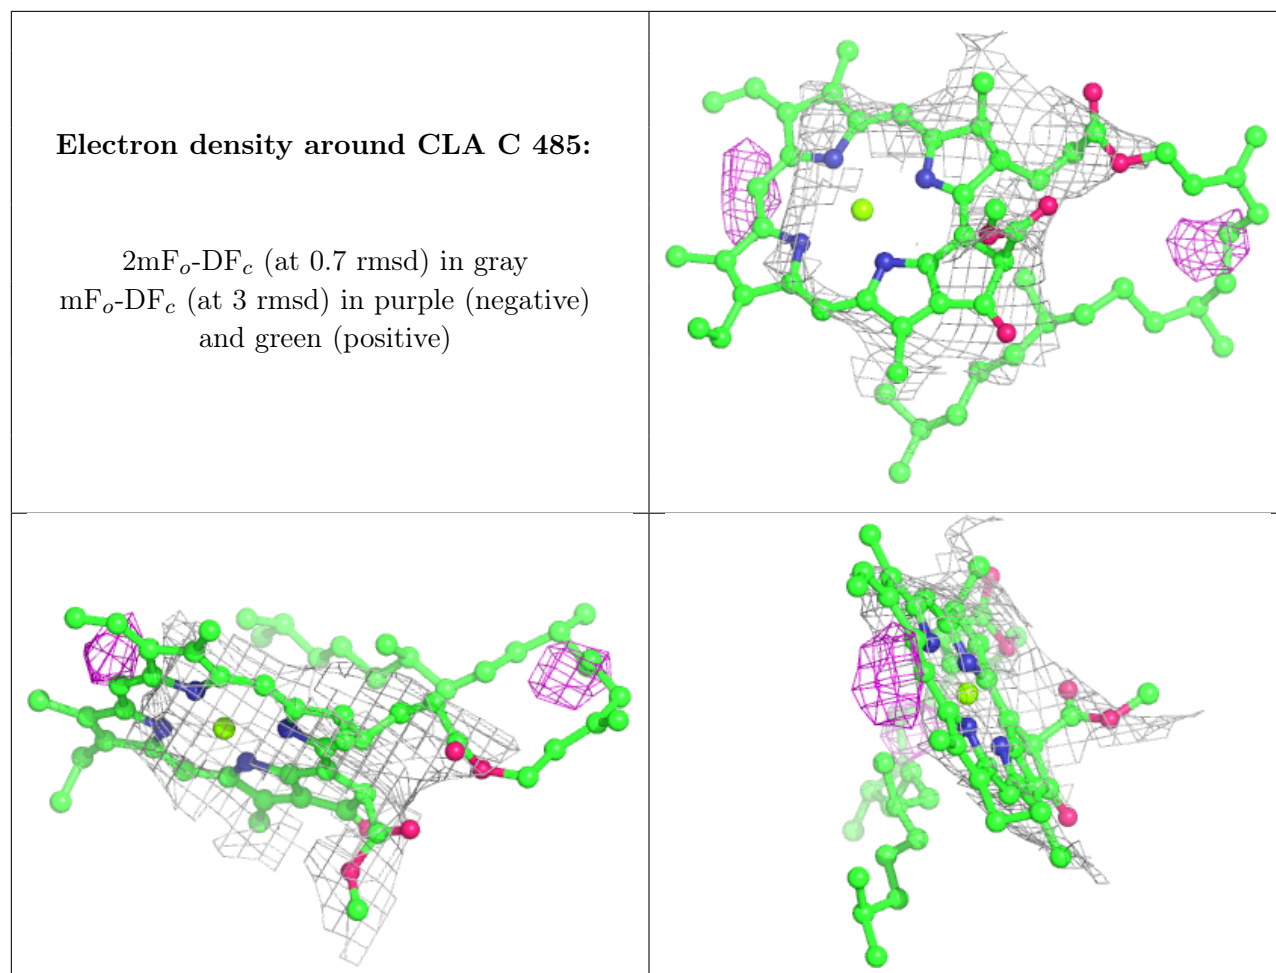 Electron density around CLA C 485:
2mFo-DFc (at 0.7 rmsd) in gray
mFo-DFc (at 3 rmsd) in purple (negative)
and green (positive)